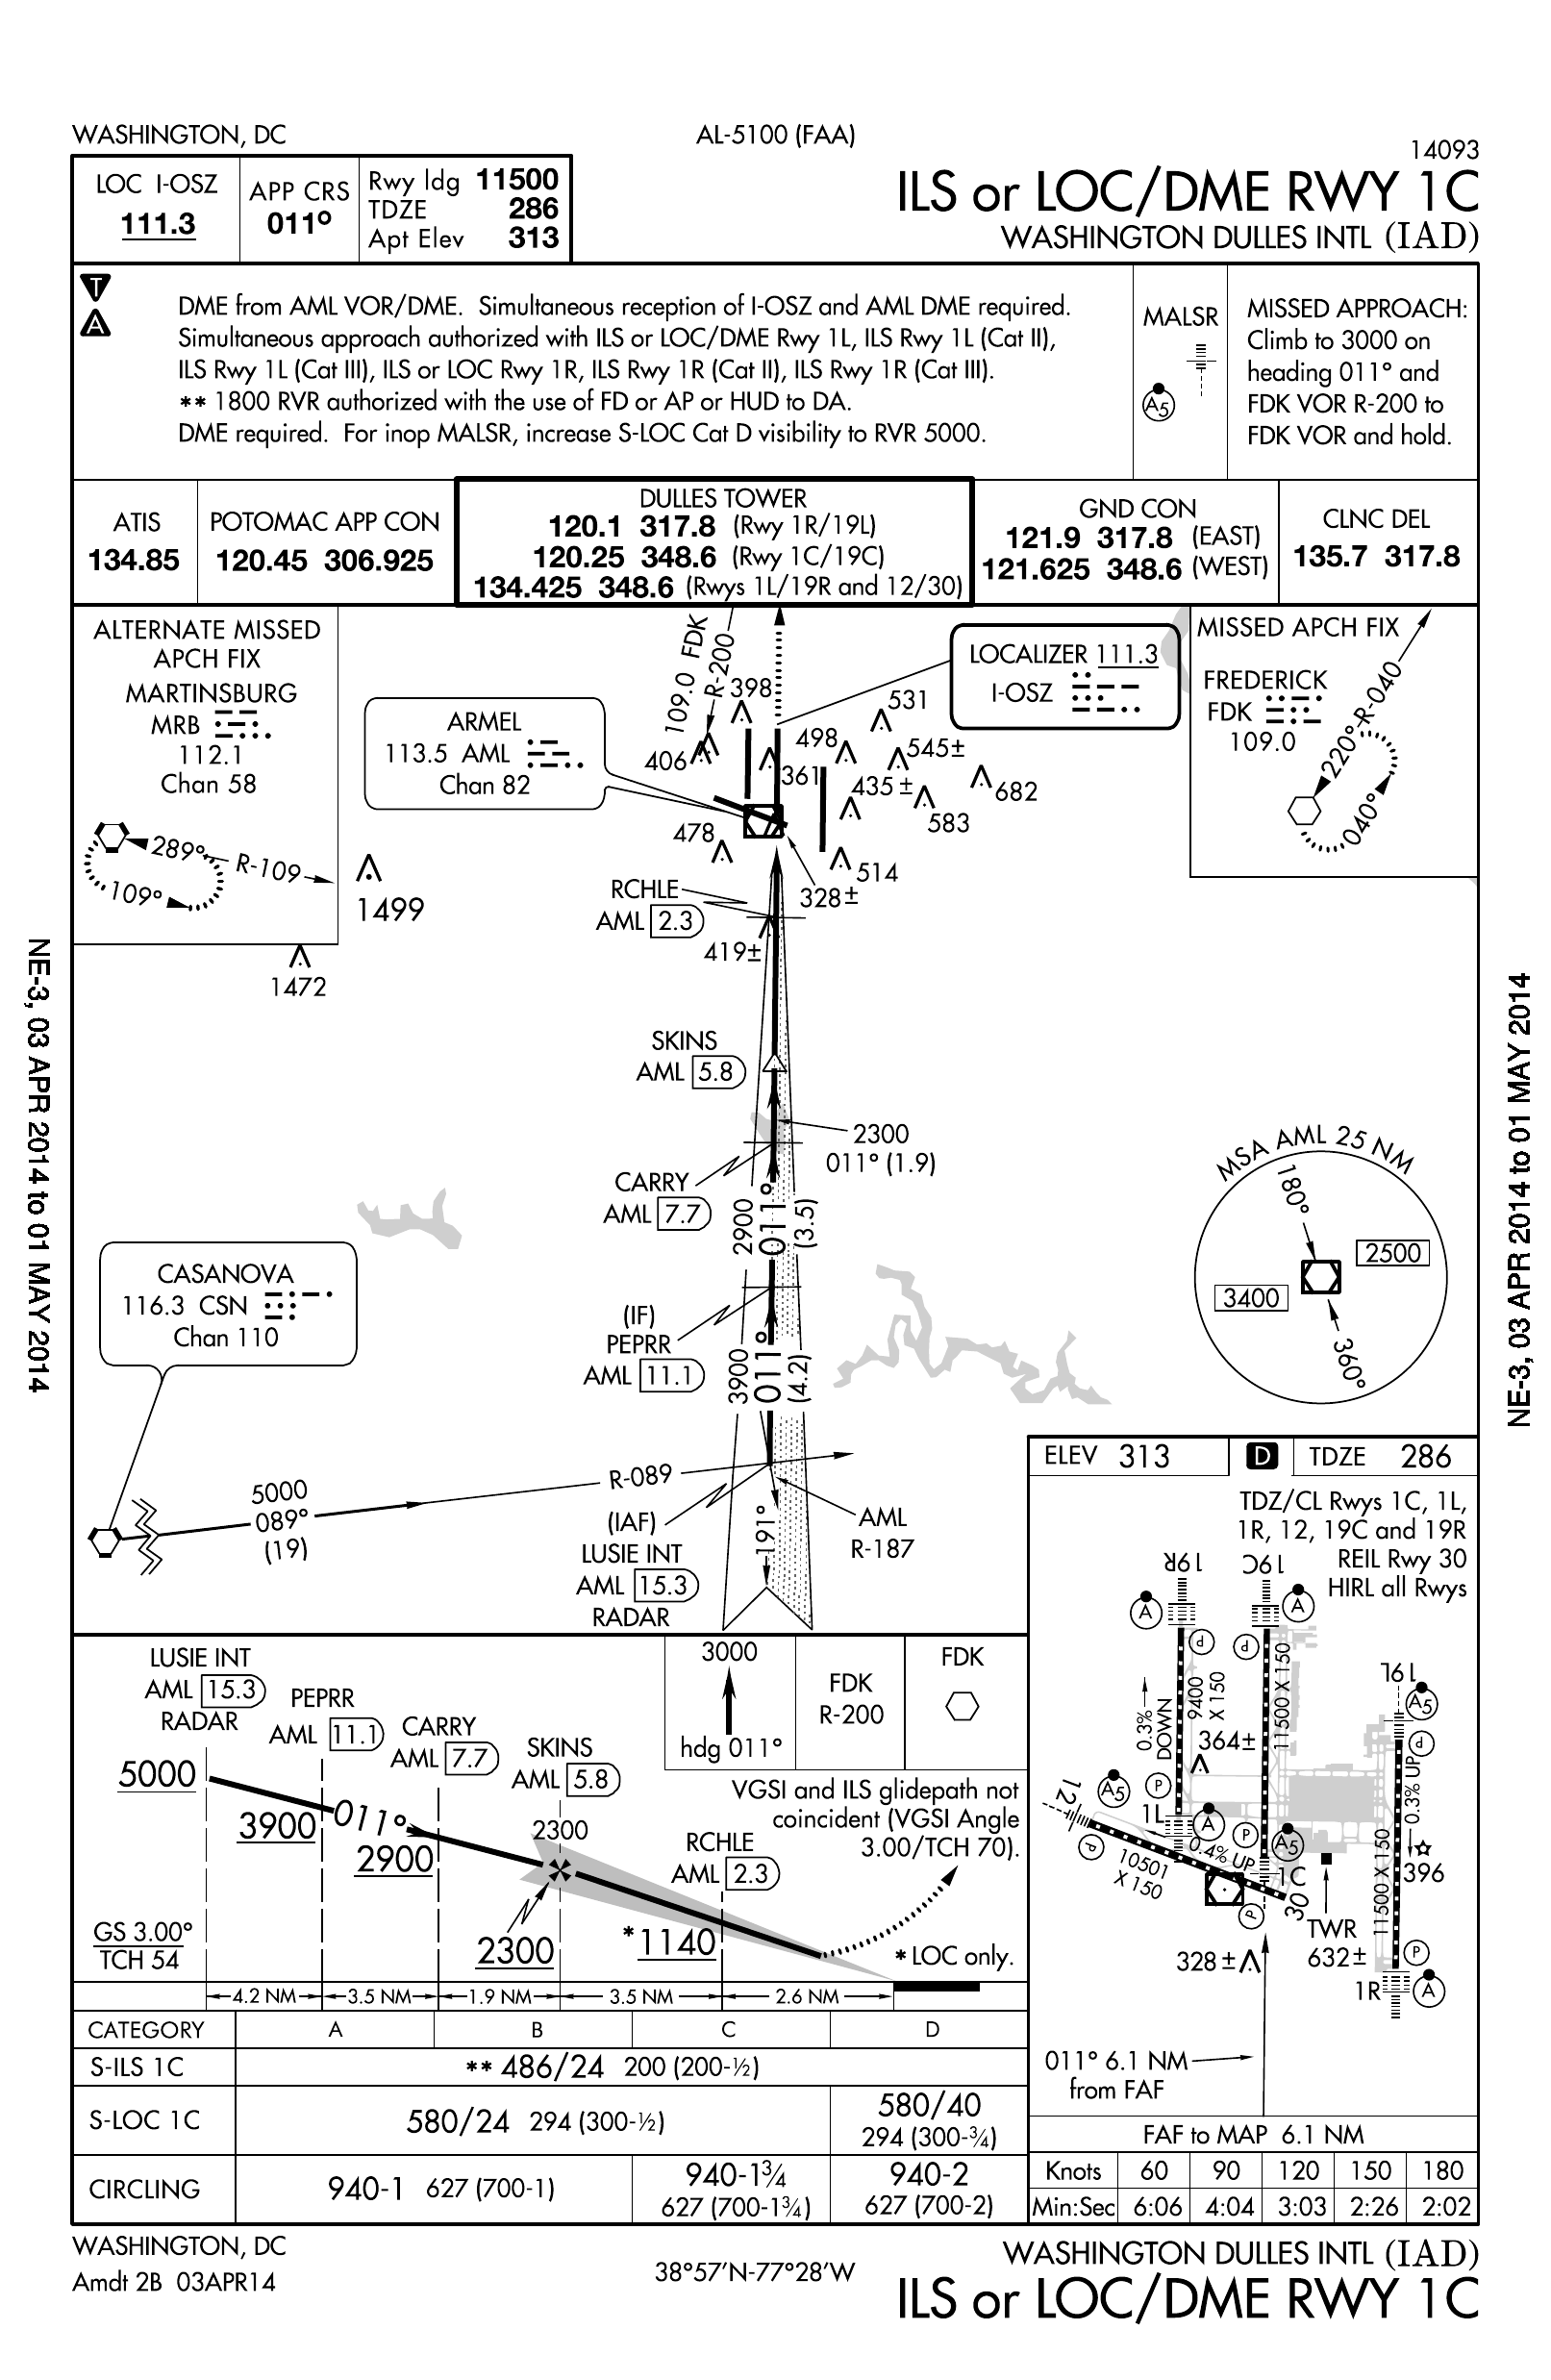 WASHINGTON, DC
AL-5100 (FAA)
14093
LOC I-OSZ
111.3
APP CRS
011°
Rwy ldg 11500
TDZE 286
Apt Elev 313
ILS or LOC/DME RWY 1C
WASHINGTON DULLES INTL (IAD)
T
A
DME from AML VOR/DME. Simultaneous reception of I-OSZ and AML DME required.
Simultaneous approach authorized with ILS or LOC/DME Rwy 1L, ILS Rwy 1L (Cat II),
ILS Rwy 1L (Cat III), ILS or LOC Rwy 1R, ILS Rwy 1R (Cat II), ILS Rwy 1R (Cat III).
** 1800 RVR authorized with the use of FD or AP or HUD to DA.
DME required. For inop MALSR, increase S-LOC Cat D visibility to RVR 5000.
MALSR
A5
MISSED APPROACH:
Climb to 3000 on
heading 011° and
FDK VOR R-200 to
FDK VOR and hold.
ATIS
134.85
POTOMAC APP CON
120.45 306.925
DULLES TOWER
120.1 317.8 (Rwy 1R/19L)
120.25 348.6 (Rwy 1C/19C)
134.425 348.6 (Rwys 1L/19R and 12/30)
GND CON
121.9 317.8 (EAST)
121.625 348.6 (WEST)
CLNC DEL
135.7 317.8
ALTERNATE MISSED
APCH FIX
MARTINSBURG
MRB
112.1
Chan 58
289°
R-109
109°
1499
1472
ARMEL
113.5 AML
Chan 82
109.0 FDK
R-200
398
406
361
478
498
531
545±
435±
682
583
514
328±
LOCALIZER 111.3
I-OSZ
MISSED APCH FIX
FREDERICK
FDK
109.0
R-040
220°
040°
RCHLE
AML 2.3
419±
SKINS
AML 5.8
2300
011° (1.9)
CARRY
AML 7.7
2900
011°
(3.5)
(IF)
PEPRR
AML 11.1
3900
011°
(4.2)
CASANOVA
116.3 CSN
Chan 110
5000
089°
(19)
R-089
(IAF)
LUSIE INT
AML 15.3
RADAR
191°
AML
R-187
MSA AML 25 NM
180°
2500
3400
360°
NE-3, 03 APR 2014 to 01 MAY 2014
NE-3, 03 APR 2014 to 01 MAY 2014
ELEV 313
D
TDZE 286
TDZ/CL Rwys 1C, 1L,
1R, 12, 19C and 19R
REIL Rwy 30
HIRL all Rwys
19R
19C
A
A
P
P
0.3%
DOWN
9400
X 150
11500 X 150
364±
19L
A5
P
0.3% UP
12
A5
P
1L
A
P
A5
P
0.4% UP
10501
X 150
1C
30
P
TWR
632±
396
11500 X 150
P
1R
A
328±
011° 6.1 NM
from FAF
FAF to MAP 6.1 NM
Knots 60 90 120 150 180
Min:Sec 6:06 4:04 3:03 2:26 2:02
LUSIE INT
AML 15.3
RADAR
PEPRR
AML 11.1
CARRY
AML 7.7
SKINS
AML 5.8
3000
hdg 011°
FDK
R-200
FDK
5000
3900
011°
2900
2300
VGSI and ILS glidepath not
coincident (VGSI Angle
3.00/TCH 70).
RCHLE
AML 2.3
GS 3.00°
TCH 54
2300
*1140
* LOC only.
4.2 NM 3.5 NM 1.9 NM 3.5 NM 2.6 NM
CATEGORY A B C D
S-ILS 1C ** 486/24 200 (200-½)
S-LOC 1C 580/24 294 (300-½)
580/40
294 (300-¾)
CIRCLING 940-1 627 (700-1)
940-1¾
627 (700-1¾)
940-2
627 (700-2)
WASHINGTON, DC
Amdt 2B 03APR14
38°57'N-77°28'W
WASHINGTON DULLES INTL (IAD)
ILS or LOC/DME RWY 1C